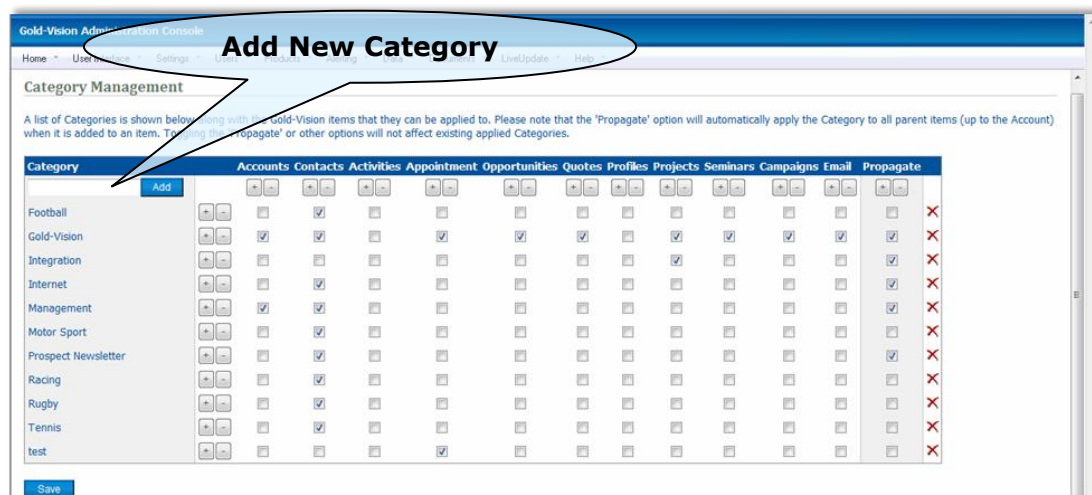 Gold-Vision Administration Console
Add New Category
Home User Interface Settings Users Products Alerting Data Documents LiveUpdate Help
Category Management
A list of Categories is shown below along with the Gold-Vision items that they can be applied to. Please note that the 'Propagate' option will automatically apply the Category to all parent items (up to the Account)
when it is added to an item. Toggling the 'Propagate' or other options will not affect existing applied Categories.
Category Accounts Contacts Activities Appointment Opportunities Quotes Profiles Projects Seminars Campaigns Email Propagate
Add + - + - + - + - + - + - + - + - + - + - + - + -
Football + -
Gold-Vision + -
Integration + -
Internet + -
Management + -
Motor Sport + -
Prospect Newsletter + -
Racing + -
Rugby + -
Tennis + -
test + -
Save